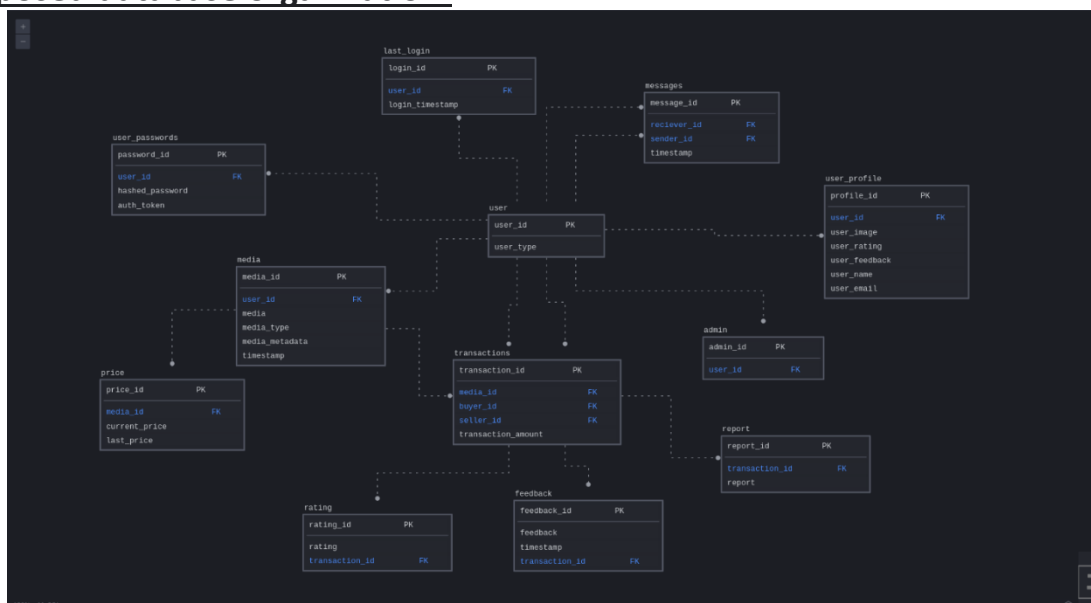 last_login
login_id PK
user_id FK
login_timestamp
messages
message_id PK
reciever_id FK
sender_id FK
timestamp
user_passwords
password_id PK
user_id FK
hashed_password
auth_token
user_profile
profile_id PK
user_id FK
user_image
user_rating
user_feedback
user_name
user_email
user
user_id PK
user_type
media
media_id PK
user_id FK
media
media_type
media_metadata
timestamp
admin
admin_id PK
user_id FK
transactions
transaction_id PK
media_id FK
buyer_id FK
seller_id FK
transaction_amount
price
price_id PK
media_id FK
current_price
last_price
report
report_id PK
transaction_id FK
report
rating
rating_id PK
rating
transaction_id FK
feedback
feedback_id PK
feedback
timestamp
transaction_id FK